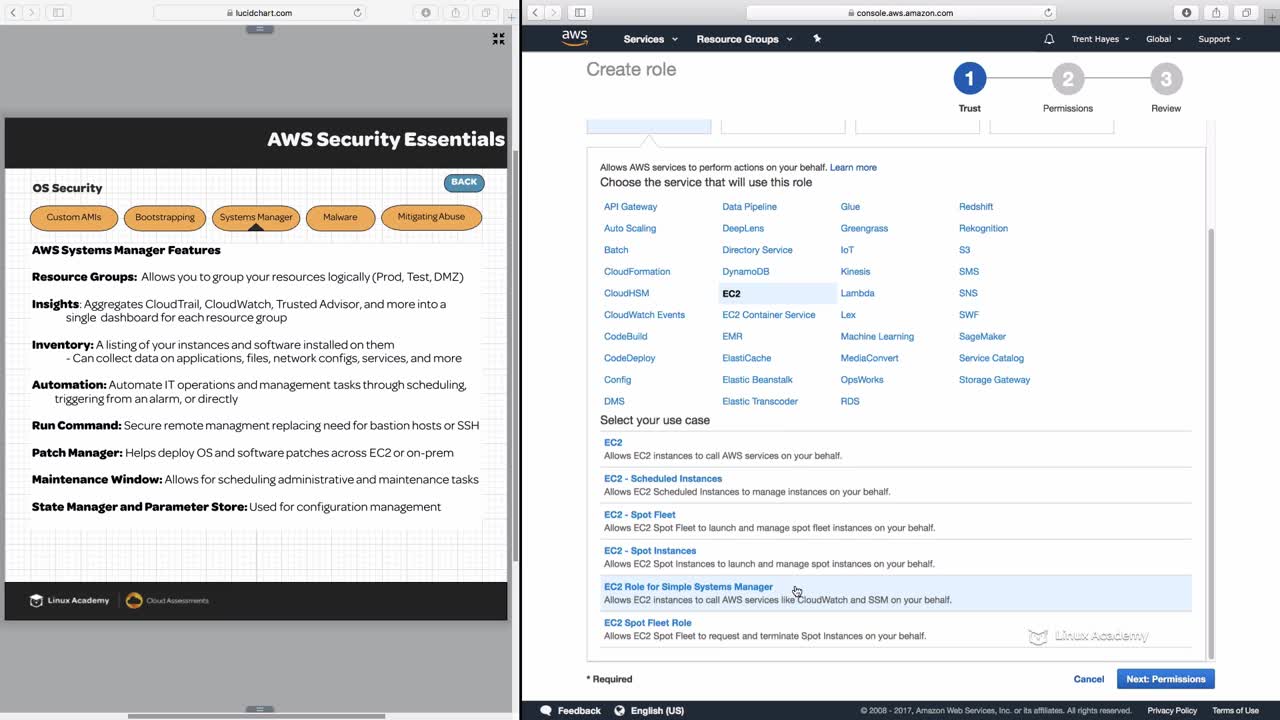 lucidchart.com
AWS Security Essentials
OS Security
BACK
Custom AMIs
Bootstrapping
Systems Manager
Malware
Mitigating Abuse
AWS Systems Manager Features
Resource Groups: Allows you to group your resources logically (Prod, Test, DMZ)
Insights: Aggregates CloudTrail, CloudWatch, Trusted Advisor, and more into a
single dashboard for each resource group
Inventory: A listing of your instances and software installed on them
- Can collect data on applications, files, network configs, services, and more
Automation: Automate IT operations and management tasks through scheduling,
triggering from an alarm, or directly
Run Command: Secure remote managment replacing need for bastion hosts or SSH
Patch Manager: Helps deploy OS and software patches across EC2 or on-prem
Maintenance Window: Allows for scheduling administrative and maintenance tasks
State Manager and Parameter Store: Used for configuration management
Linux Academy
Cloud Assessments
console.aws.amazon.com
aws
Services
Resource Groups
Trent Hayes
Global
Support
Create role
1
2
3
Trust
Permissions
Review
Allows AWS services to perform actions on your behalf. Learn more
Choose the service that will use this role
API Gateway
Data Pipeline
Glue
Redshift
Auto Scaling
DeepLens
Greengrass
Rekognition
Batch
Directory Service
IoT
S3
CloudFormation
DynamoDB
Kinesis
SMS
CloudHSM
EC2
Lambda
SNS
CloudWatch Events
EC2 Container Service
Lex
SWF
CodeBuild
EMR
Machine Learning
SageMaker
CodeDeploy
ElastiCache
MediaConvert
Service Catalog
Config
Elastic Beanstalk
OpsWorks
Storage Gateway
DMS
Elastic Transcoder
RDS
Select your use case
EC2
Allows EC2 instances to call AWS services on your behalf.
EC2 - Scheduled Instances
Allows EC2 Scheduled Instances to manage instances on your behalf.
EC2 - Spot Fleet
Allows EC2 Spot Fleet to launch and manage spot fleet instances on your behalf.
EC2 - Spot Instances
Allows EC2 Spot Instances to launch and manage spot instances on your behalf.
EC2 Role for Simple Systems Manager
Allows EC2 instances to call AWS services like CloudWatch and SSM on your behalf.
EC2 Spot Fleet Role
Allows EC2 Spot Fleet to request and terminate Spot Instances on your behalf.
Linux Academy
* Required
Cancel
Next: Permissions
Feedback
English (US)
© 2008 - 2017, Amazon Web Services, Inc. or its affiliates. All rights reserved.
Privacy Policy
Terms of Use